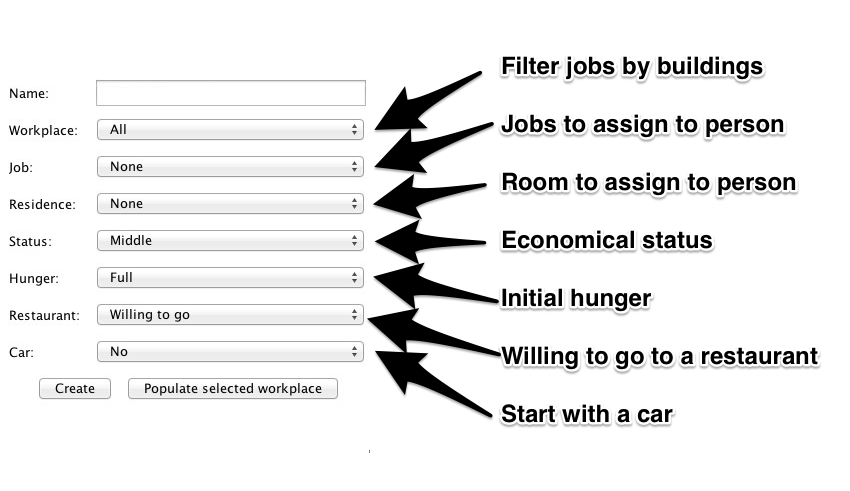 Filter jobs by buildings
Name:
Workplace: All
Jobs to assign to person
Job: None
Room to assign to person
Residence: None
Status: Middle
Economical status
Hunger: Full
Initial hunger
Restaurant: Willing to go
Willing to go to a restaurant
Car: No
Create Populate selected workplace
Start with a car